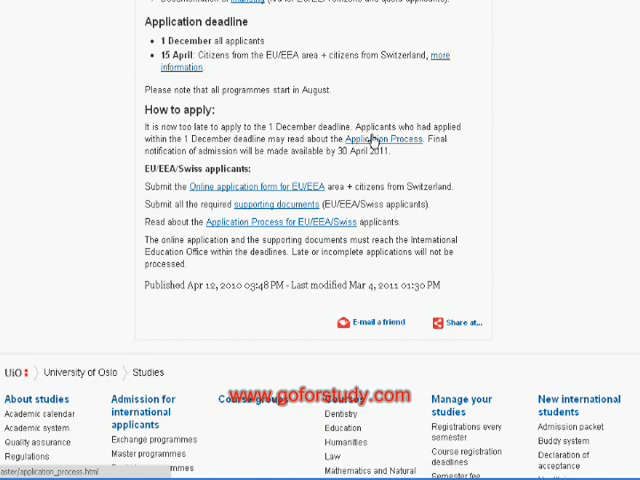 financing
Application deadline
• 1 December all applicants
• 15 April: Citizens from the EU/EEA area + citizens from Switzerland, more
information.
Please note that all programmes start in August.
How to apply:
It is now too late to apply to the 1 December deadline. Applicants who had applied
within the 1 December deadline may read about the Application Process. Final
notification of admission will be made available by 30 April 2011.
EU/EEA/Swiss applicants:
Submit the Online application form for EU/EEA area + citizens from Switzerland.
Submit all the required supporting documents (EU/EEA/Swiss applicants).
Read about the Application Process for EU/EEA/Swiss applicants.
The online application and the supporting documents must reach the International
Education Office within the deadlines. Late or incomplete applications will not be
processed.
Published Apr 12, 2010 03:48 PM - Last modified Mar 4, 2011 01:30 PM
E-mail a friend Share at...
UiO University of Oslo Studies
www.goforstudy.com
About studies
Academic calendar
Academic system
Quality assurance
Regulations
Admission for
international
applicants
Exchange programmes
Master programmes
Course groups
Courses
Dentistry
Education
Humanities
Law
Mathematics and Natural
Manage your
studies
Registrations every
semester
Course registration
deadlines
Semester fee
New international
students
Admission packet
Buddy system
Declaration of
acceptance
aster/application_process.html